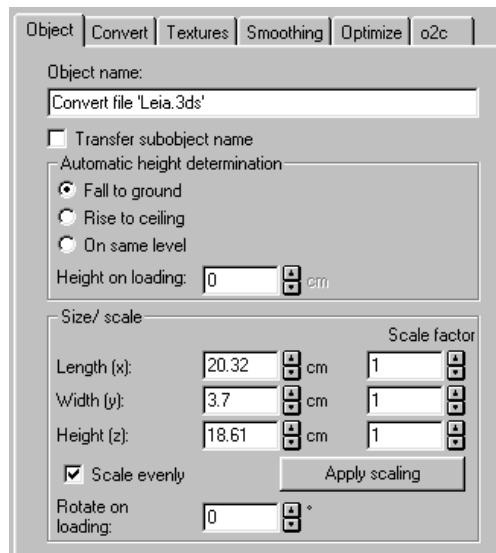 Object Convert Textures Smoothing Optimize o2c
Object name:
Convert file 'Leia.3ds'
Transfer subobject name
Automatic height determination
Fall to ground
Rise to ceiling
On same level
Height on loading: 0 cm
Size/ scale
Scale factor
Length (x): 20.32 cm 1
Width (y): 3.7 cm 1
Height (z): 18.61 cm 1
Scale evenly Apply scaling
Rotate on
loading: 0 °